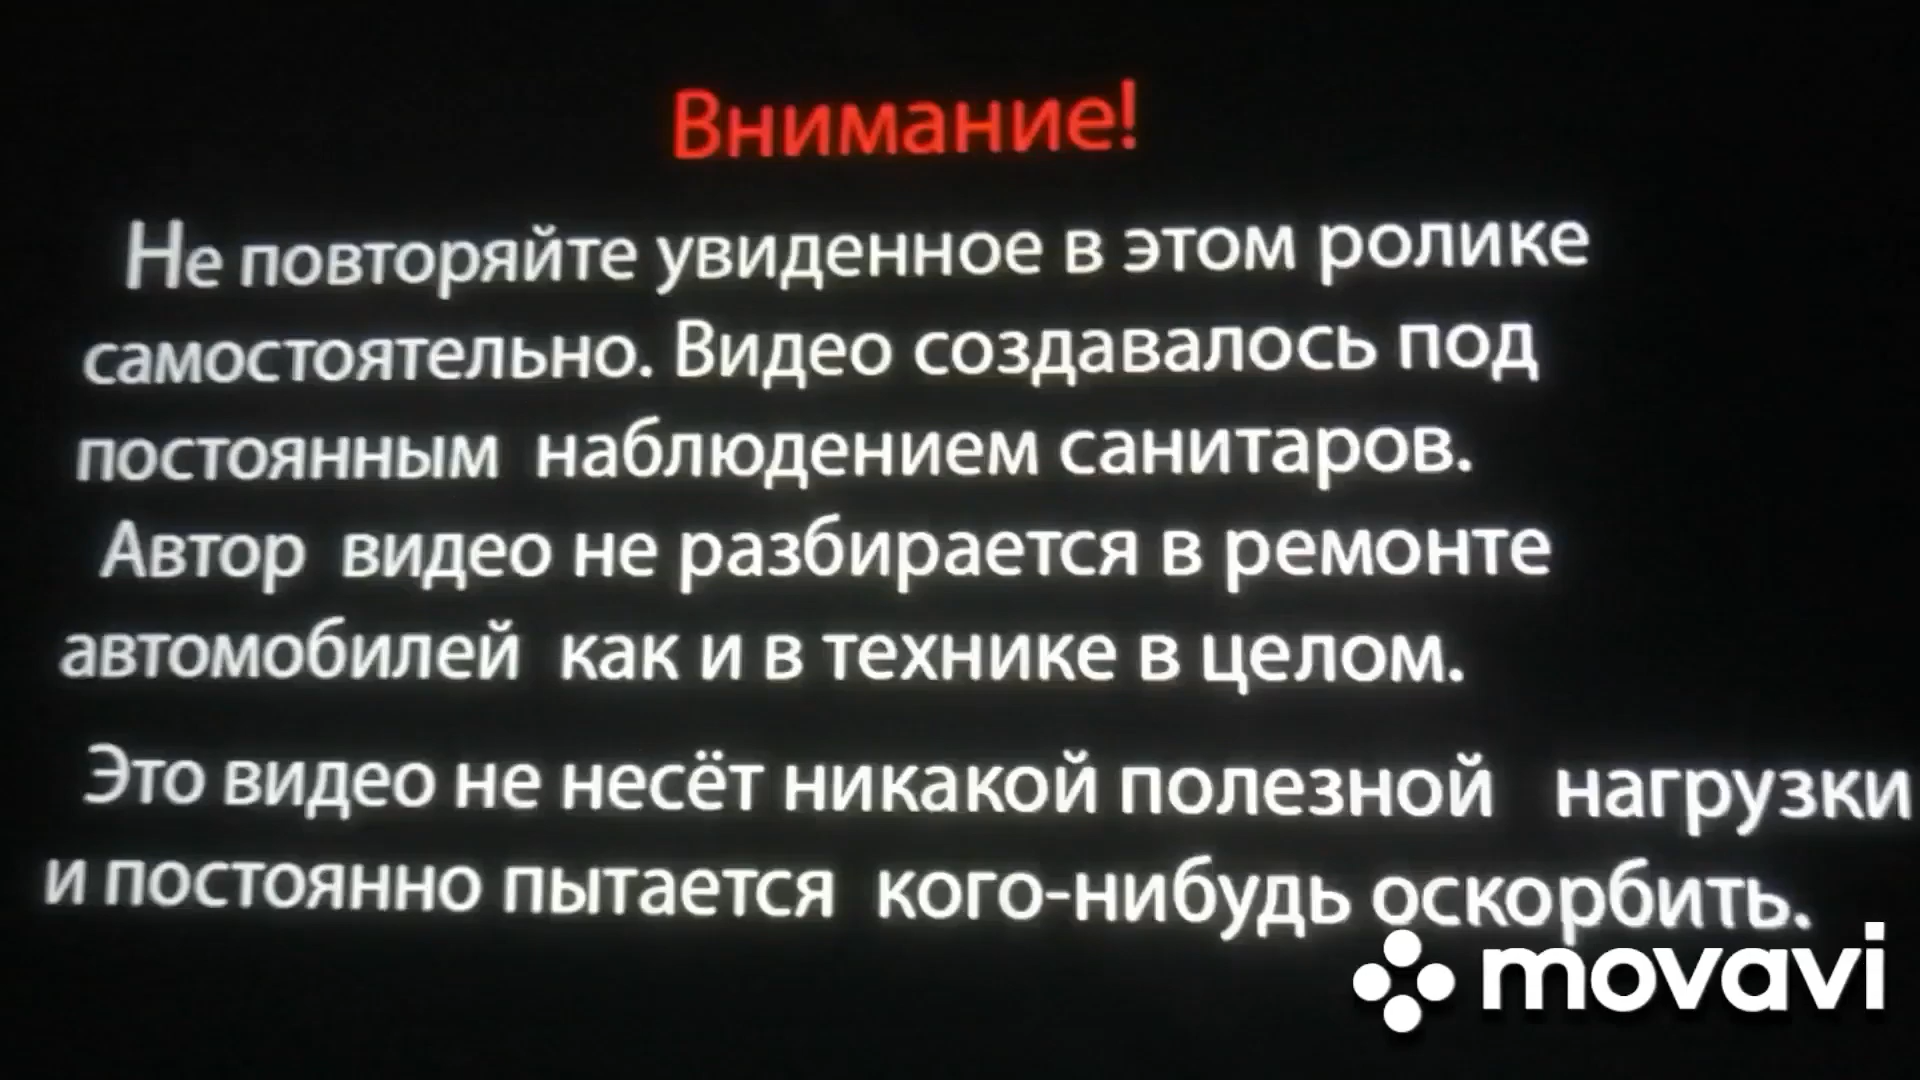 Внимание!
Не повторяйте увиденное в этом ролике
самостоятельно. Видео создавалось под
постоянным наблюдением санитаров.
Автор видео не разбирается в ремонте
автомобилей как и в технике в целом.
Это видео не несёт никакой полезной нагрузки
и постоянно пытается кого-нибудь оскорбить.
movavi